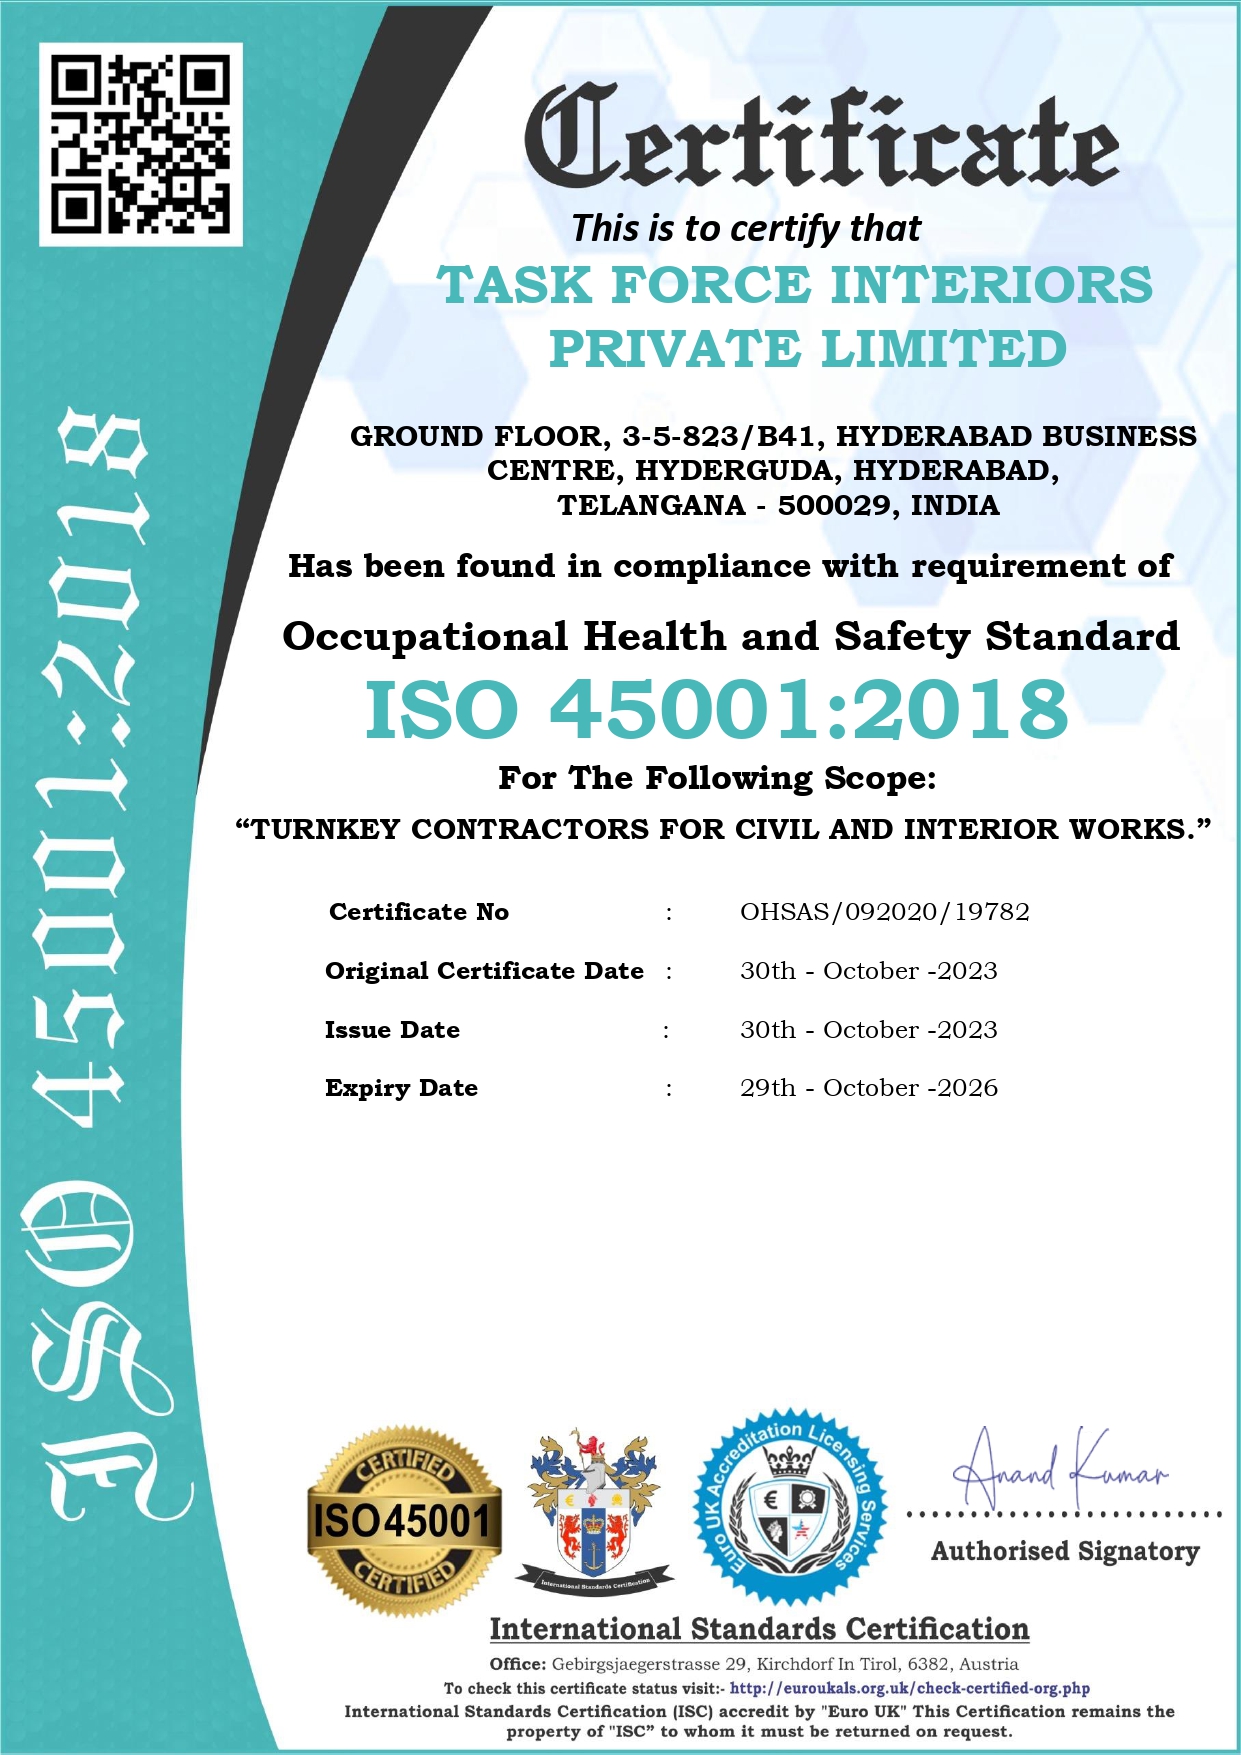 Certificate
This is to certify that
TASK FORCE INTERIORS
PRIVATE LIMITED
GROUND FLOOR, 3-5-823/B41, HYDERABAD BUSINESS
CENTRE, HYDERGUDA, HYDERABAD,
TELANGANA - 500029, INDIA
Has been found in compliance with requirement of
Occupational Health and Safety Standard
ISO 45001:2018
For The Following Scope:
“TURNKEY CONTRACTORS FOR CIVIL AND INTERIOR WORKS.”
Certificate No : OHSAS/092020/19782
Original Certificate Date : 30th - October -2023
Issue Date : 30th - October -2023
Expiry Date : 29th - October -2026
ISO 45001:2018
CERTIFIED
ISO45001
CERTIFIED
International Standards Certification
Euro UK Accreditation Licensing Services
Anand Kumar
Authorised Signatory
International Standards Certification
Office: Gebirgsjaegerstrasse 29, Kirchdorf In Tirol, 6382, Austria
To check this certificate status visit:- http://euroukals.org.uk/check-certified-org.php
International Standards Certification (ISC) accredit by "Euro UK" This Certification remains the
property of "ISC” to whom it must be returned on request.